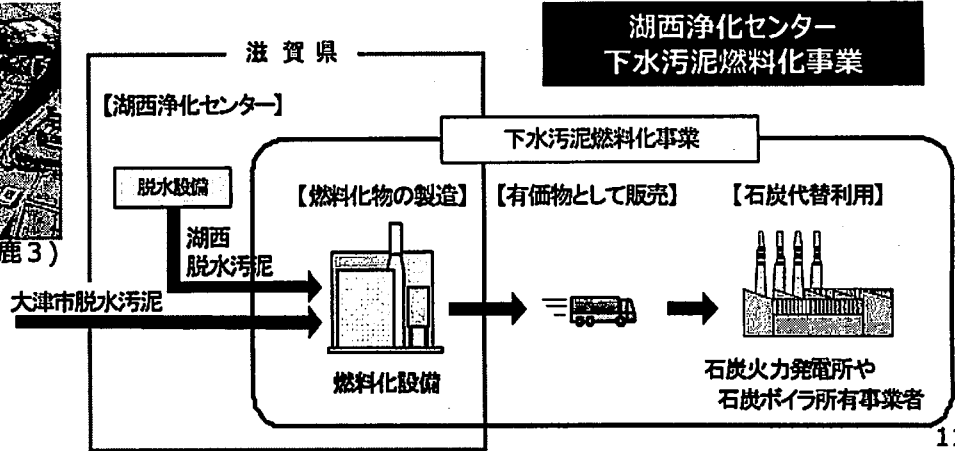 湖西浄化センター
下水汚泥燃料化事業
滋賀県
【湖西浄化センター】
下水汚泥燃料化事業
脱水設備
【燃料化物の製造】
【有価物として販売】
【石炭代替利用】
湖西
脱水汚泥
鹿3)
大津市脱水汚泥
燃料化設備
石炭火力発電所や
石炭ボイラ所有事業者